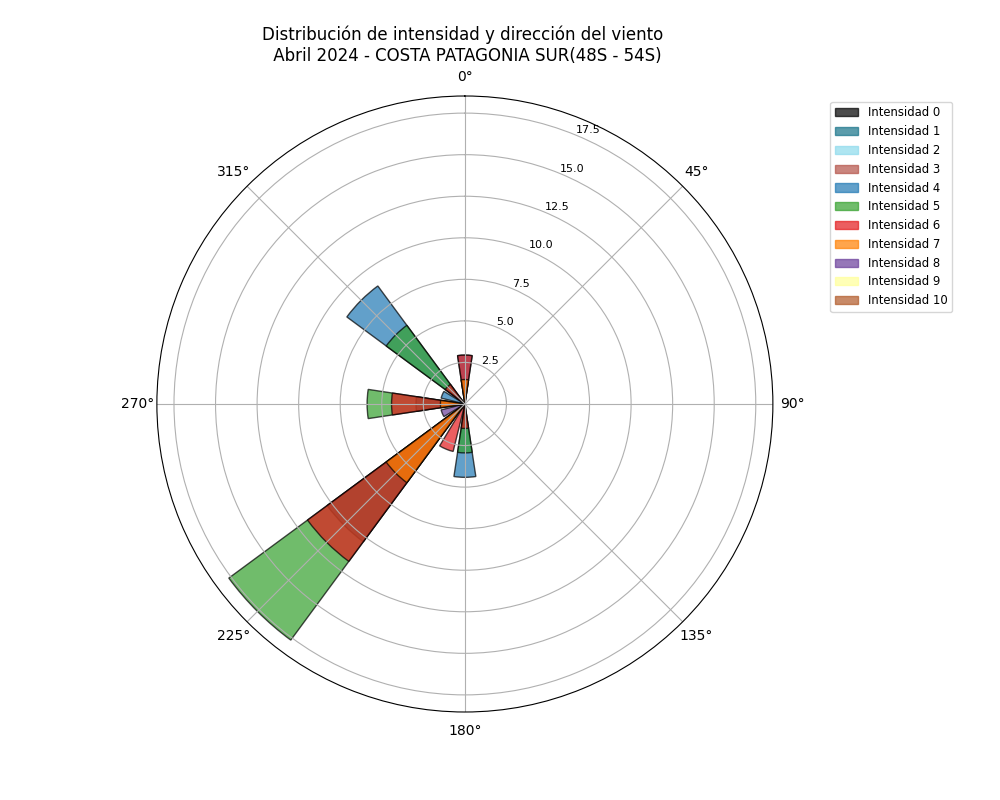 Distribución de intensidad y dirección del viento
Abril 2024 - COSTA PATAGONIA SUR(48S - 54S)
0°
45°
90°
135°
180°
225°
270°
315°
2.5
5.0
7.5
10.0
12.5
15.0
17.5
Intensidad 0
Intensidad 1
Intensidad 2
Intensidad 3
Intensidad 4
Intensidad 5
Intensidad 6
Intensidad 7
Intensidad 8
Intensidad 9
Intensidad 10